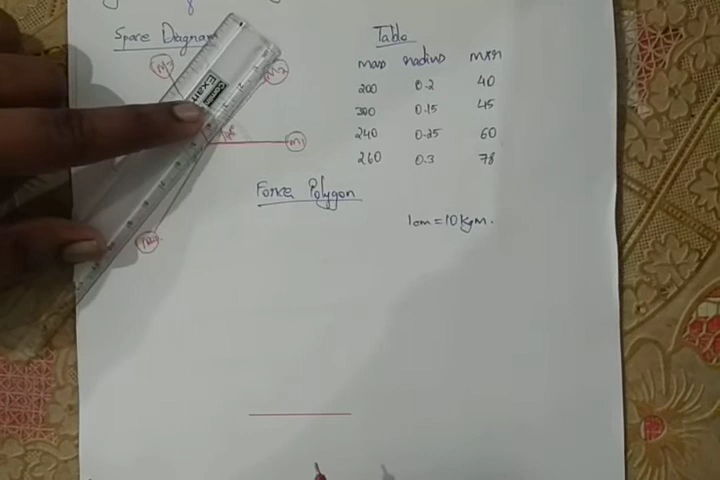 Space Diagram
Table
mass radius mxr
200 0.2 40
300 0.15 45
240 0.25 60
260 0.3 78
m3
m2
m1
m4
Exam
Force Polygon
1cm = 10 kgm.